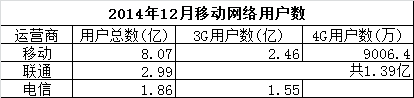 2014年12月移动网络用户数
运营商 用户总数(亿) 3G用户数(亿) 4G用户数(万)
移动 8.07 2.46 9006.4
联通 2.99 共1.39亿
电信 1.86 1.55